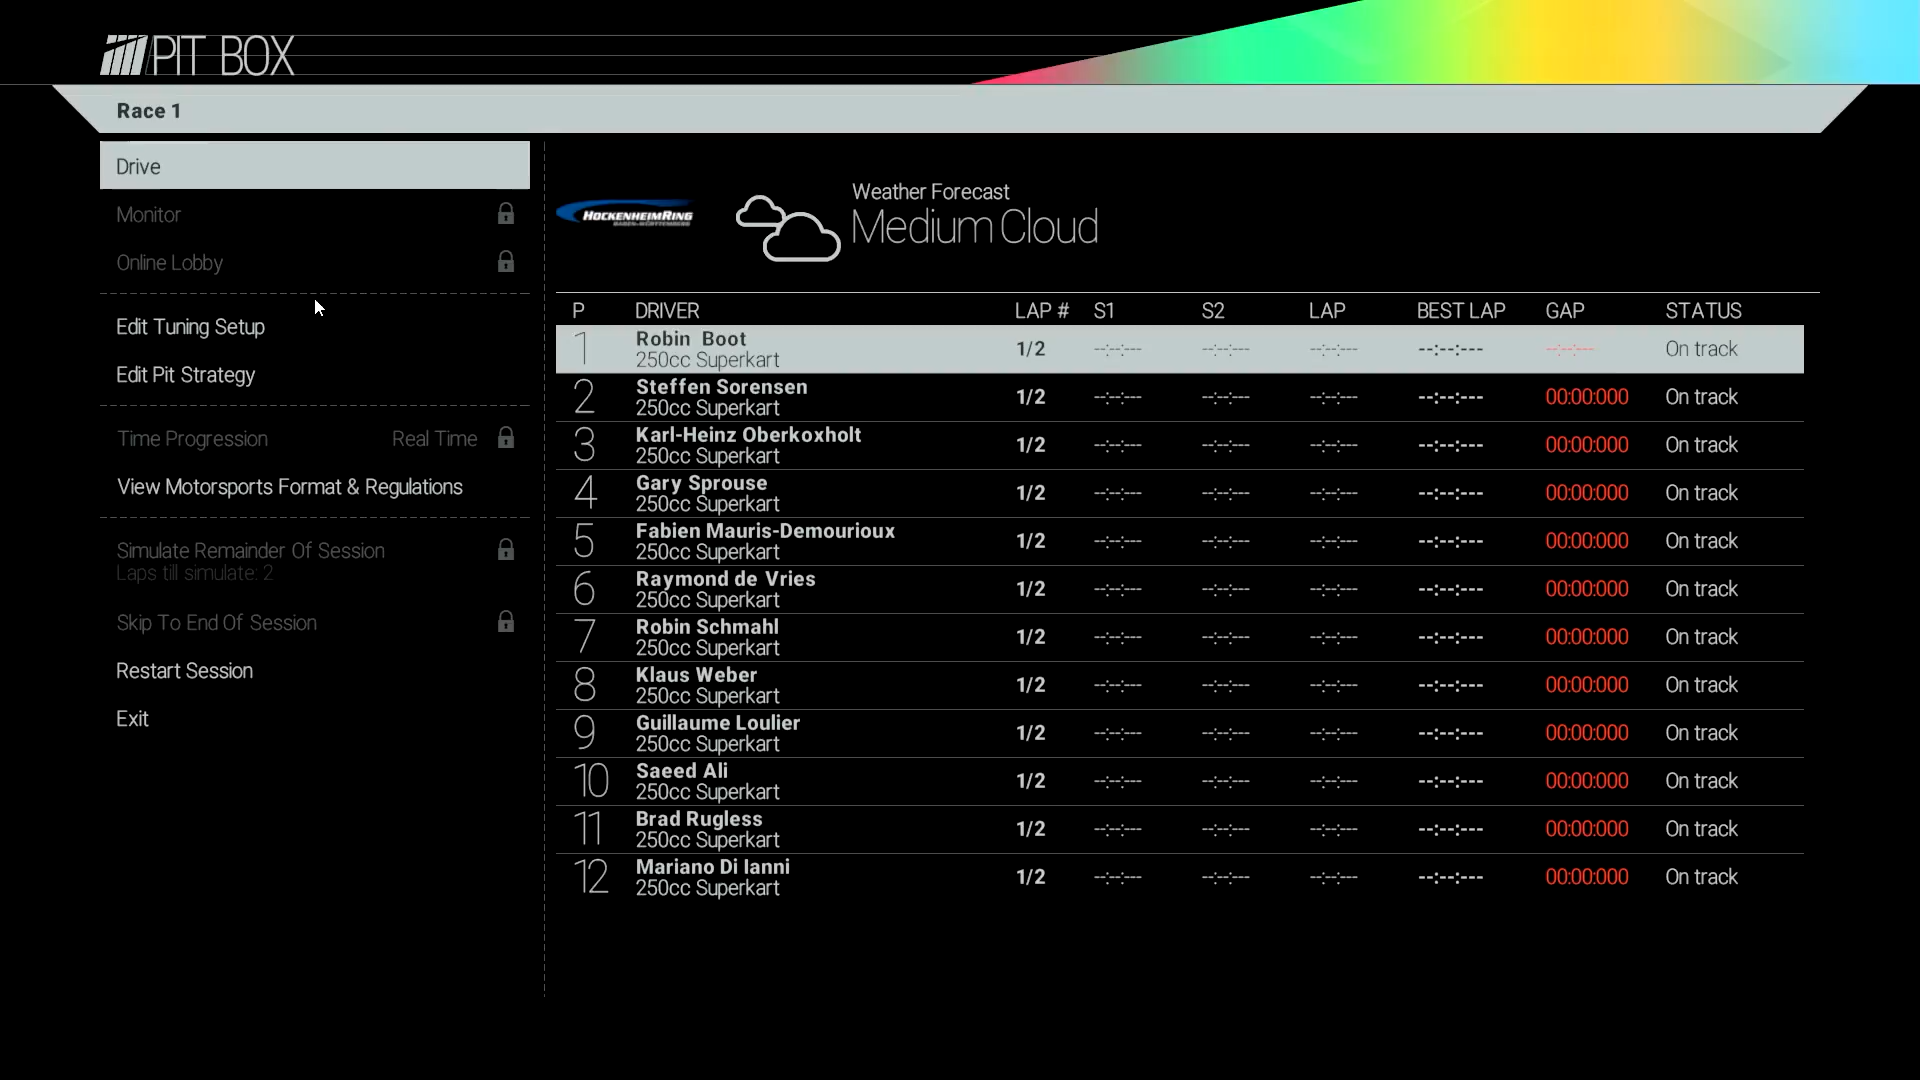 PIT BOX
Race 1
Drive
Monitor
Online Lobby
Edit Tuning Setup
Edit Pit Strategy
Time Progression Real Time
View Motorsports Format & Regulations
Simulate Remainder Of Session
Laps till simulate: 2
Skip To End Of Session
Restart Session
Exit
HOCKENHEIMRING
BADEN-WÜRTTEMBERG
Weather Forecast
Medium Cloud
P DRIVER LAP # S1 S2 LAP BEST LAP GAP STATUS
1 Robin Boot 1/2 --:--:--- --:--:--- --:--:--- --:--:--- --:--:--- On track
250cc Superkart
2 Steffen Sorensen 1/2 --:--:--- --:--:--- --:--:--- --:--:--- 00:00:000 On track
250cc Superkart
3 Karl-Heinz Oberkoxholt 1/2 --:--:--- --:--:--- --:--:--- --:--:--- 00:00:000 On track
250cc Superkart
4 Gary Sprouse 1/2 --:--:--- --:--:--- --:--:--- --:--:--- 00:00:000 On track
250cc Superkart
5 Fabien Mauris-Demourioux 1/2 --:--:--- --:--:--- --:--:--- --:--:--- 00:00:000 On track
250cc Superkart
6 Raymond de Vries 1/2 --:--:--- --:--:--- --:--:--- --:--:--- 00:00:000 On track
250cc Superkart
7 Robin Schmahl 1/2 --:--:--- --:--:--- --:--:--- --:--:--- 00:00:000 On track
250cc Superkart
8 Klaus Weber 1/2 --:--:--- --:--:--- --:--:--- --:--:--- 00:00:000 On track
250cc Superkart
9 Guillaume Loulier 1/2 --:--:--- --:--:--- --:--:--- --:--:--- 00:00:000 On track
250cc Superkart
10 Saeed Ali 1/2 --:--:--- --:--:--- --:--:--- --:--:--- 00:00:000 On track
250cc Superkart
11 Brad Rugless 1/2 --:--:--- --:--:--- --:--:--- --:--:--- 00:00:000 On track
250cc Superkart
12 Mariano Di Ianni 1/2 --:--:--- --:--:--- --:--:--- --:--:--- 00:00:000 On track
250cc Superkart